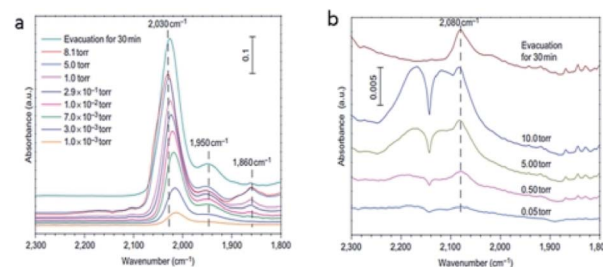 a
2,030 cm⁻¹
Evacuation for 30 min
8.1 torr
5.0 torr
1.0 torr
2.9 × 10⁻¹ torr
1.0 × 10⁻² torr
7.0 × 10⁻³ torr
3.0 × 10⁻³ torr
1.0 × 10⁻³ torr
0.1
1,950 cm⁻¹
1,860 cm⁻¹
Absorbance (a.u.)
2,300 2,200 2,100 2,000 1,900 1,800
Wavenumber (cm⁻¹)
b
2,080 cm⁻¹
Evacuation
for 30 min
0.005
10.0 torr
5.00 torr
0.50 torr
0.05 torr
Absorbance (a.u.)
2,300 2,200 2,100 2,000 1,900 1,800
Wavenumber (cm⁻¹)